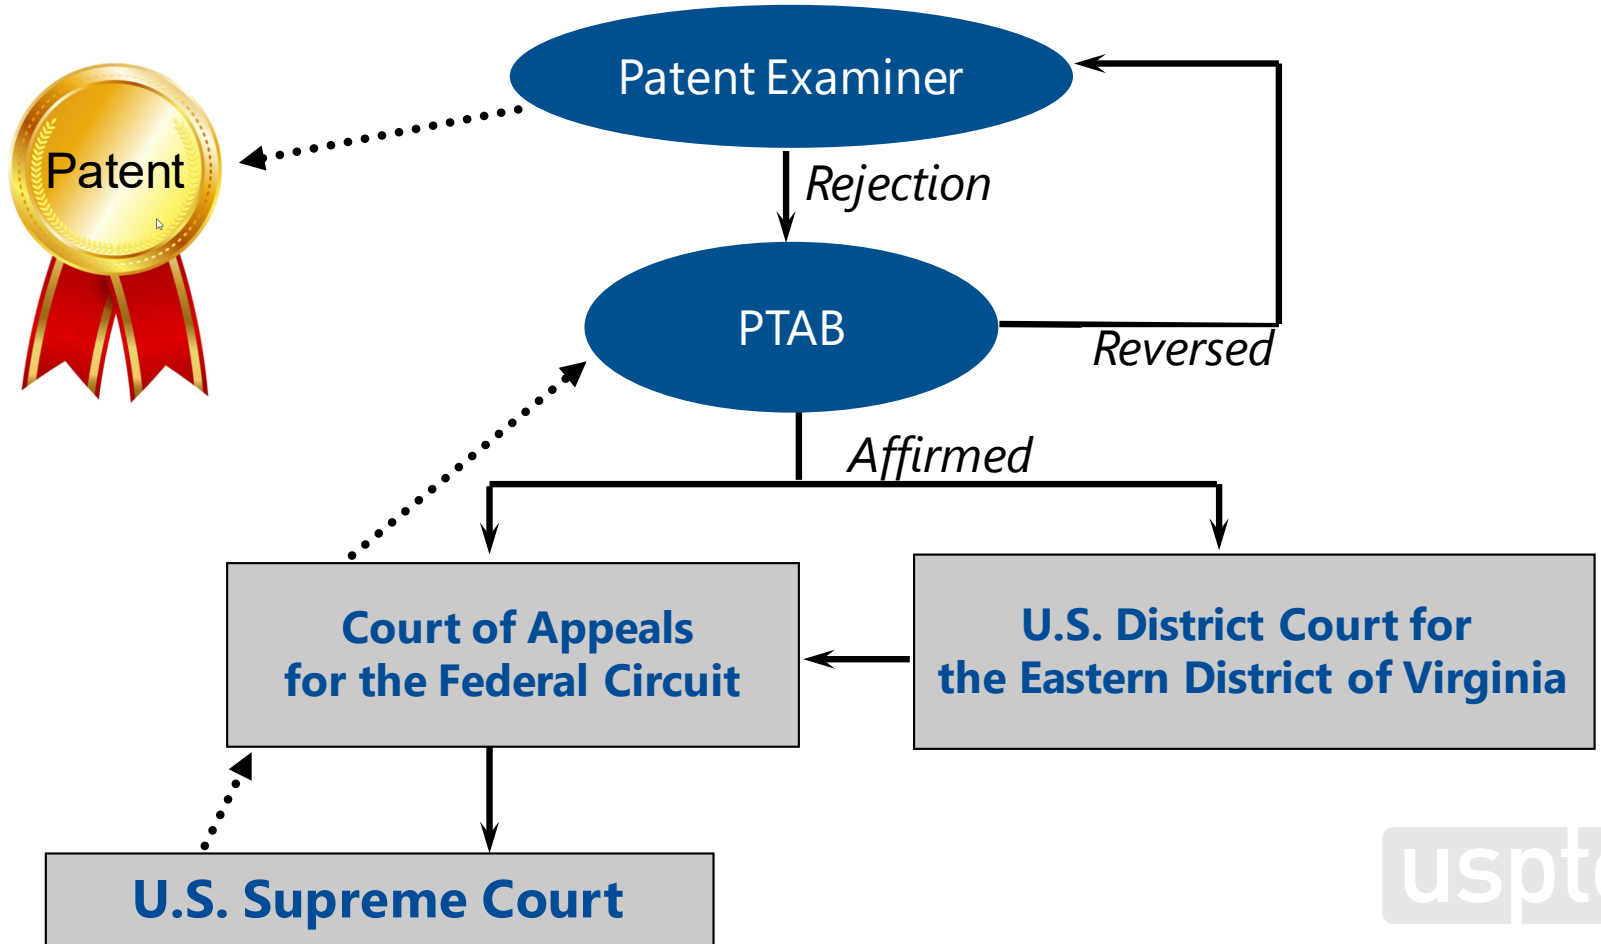 Patent Examiner
Patent
Rejection
PTAB
Reversed
Affirmed
Court of Appeals
for the Federal Circuit
U.S. District Court for
the Eastern District of Virginia
U.S. Supreme Court
uspto